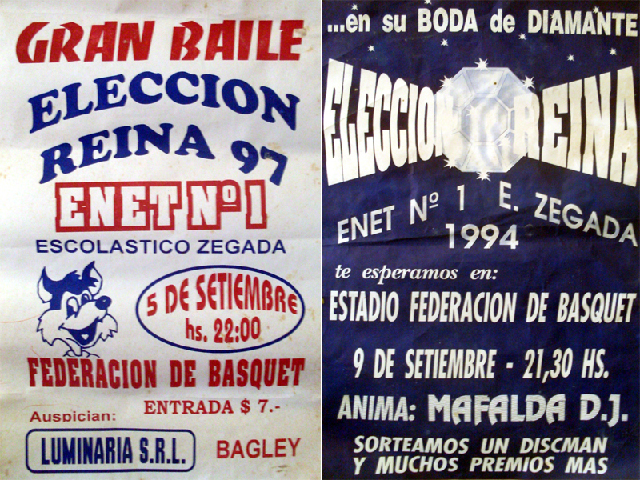 GRAN BAILE
ELECCION
REINA 97
ENET Nº 1
ESCOLASTICO ZEGADA
5 DE SETIEMBRE
hs. 22:00
FEDERACION DE BASQUET
ENTRADA $ 7.-
Auspician:
LUMINARIA S.R.L.
BAGLEY
...en su BODA de DIAMANTE
ELECCION REINA
ENET Nº 1 E. ZEGADA
1994
te esperamos en:
ESTADIO FEDERACION DE BASQUET
9 DE SETIEMBRE - 21,30 HS.
ANIMA: MAFALDA D.J.
SORTEAMOS UN DISCMAN
Y MUCHOS PREMIOS MAS